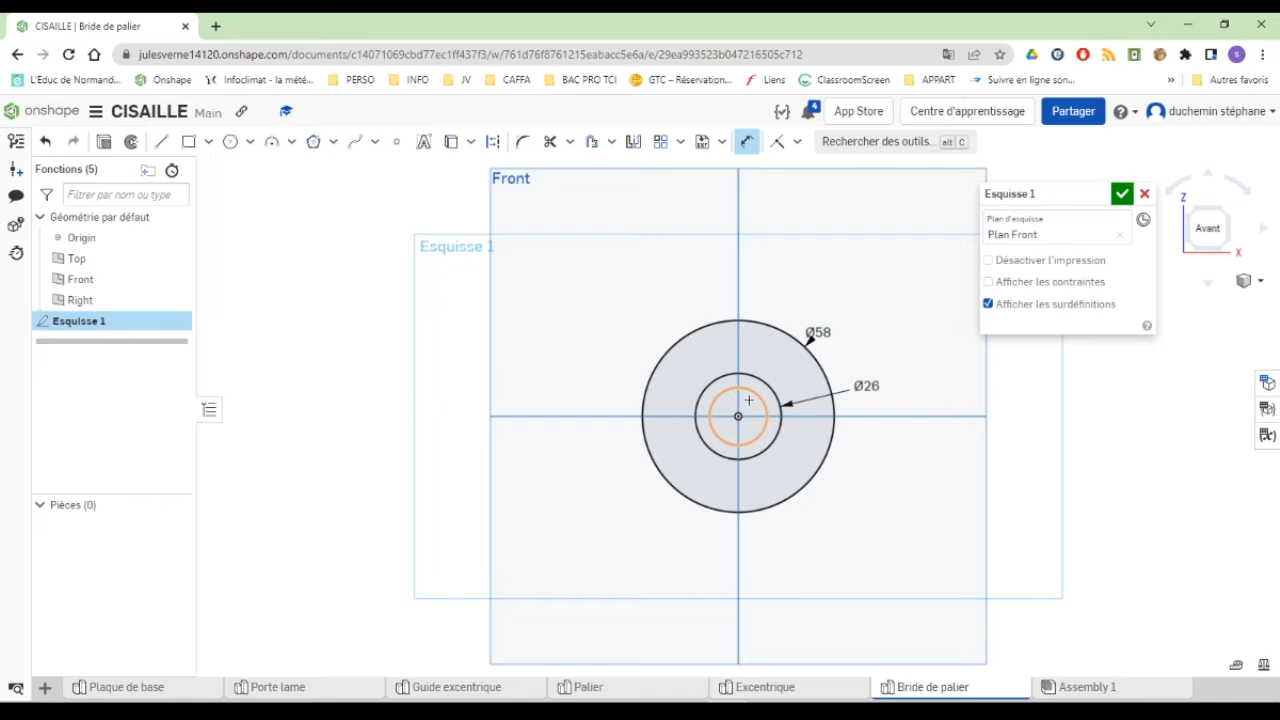 CISAILLE | Bride de palier
julesverne14120.onshape.com/documents/c14071069cbd77ec1ff437f3/w/761d76f8761215eabacc5e6a/e/29ea993523b047216505c712
L'Educ de Normand... Onshape Infoclimat - la mété... PERSO INFO JV CAFFA BAC PRO TCI GTC – Réservation... Liens ClassroomScreen APPART Suivre en ligne son... » Autres favoris
onshape CISAILLE Main 4 App Store Centre d'apprentissage Partager duchemin stéphane
Rechercher des outils... alt C
Fonctions (5)
Filtrer par nom ou type
Géométrie par défaut
Origin
Top
Front
Right
Esquisse 1
Pièces (0)
Front
Esquisse 1
Ø58
Ø26
Esquisse 1
Plan d'esquisse
Plan Front
Désactiver l'impression
Afficher les contraintes
Afficher les surdéfinitions
Z
Avant
X
Plaque de base Porte lame Guide excentrique Palier Excentrique Bride de palier Assembly 1